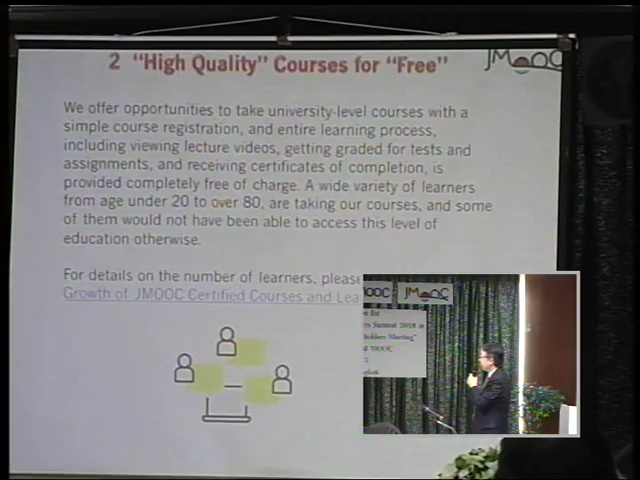 2 "High Quality" Courses for "Free"
JMOOC
We offer opportunities to take university-level courses with a
simple course registration, and entire learning process,
including viewing lecture videos, getting graded for tests and
assignments, and receiving certificates of completion, is
provided completely free of charge. A wide variety of learners
from age under 20 to over 80, are taking our courses, and some
of them would not have been able to access this level of
education otherwise.
For details on the number of learners, please
Growth of JMOOC Certified Courses and Lea
MOOC JMOOC
MOOC